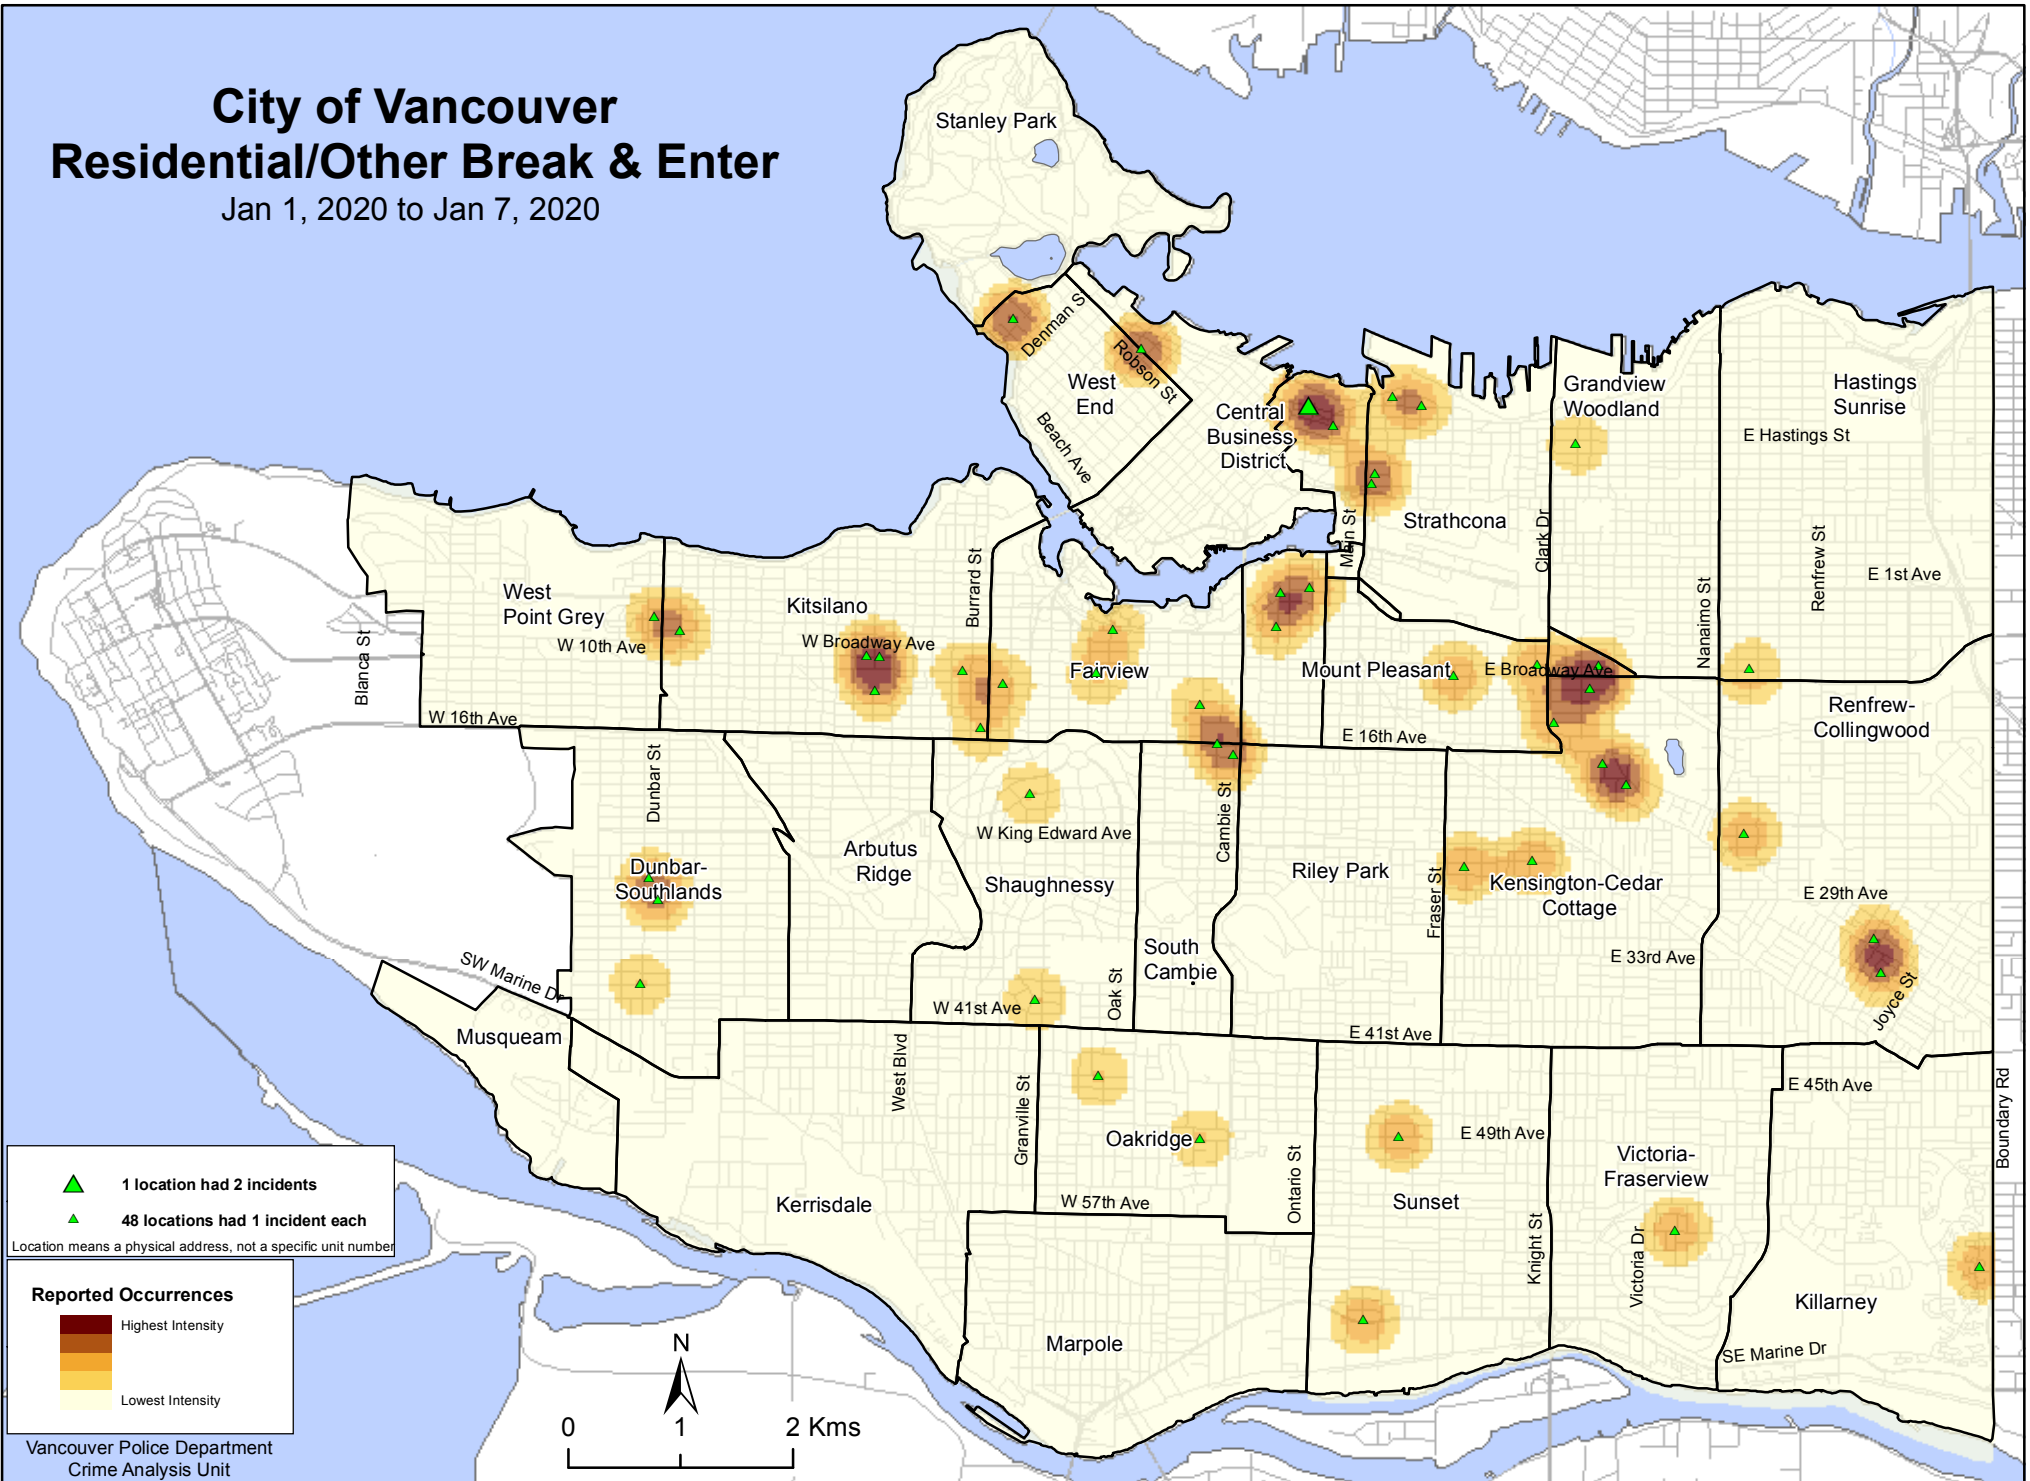 City of Vancouver
Residential/Other Break & Enter
Jan 1, 2020 to Jan 7, 2020
Stanley Park
Denman S
Robson St
West
End
Beach Ave
Central
Business
District
Grandview
Woodland
Hastings
Sunrise
E Hastings St
Strathcona
Main St
Clark Dr
Renfrew St
E 1st Ave
Nanaimo St
West
Point Grey
W 10th Ave
Blanca St
W 16th Ave
Kitsilano
W Broadway Ave
Burrard St
Fairview
Mount Pleasant
E Broadway Ave
E 16th Ave
Renfrew-
Collingwood
Dunbar St
Dunbar-
Southlands
Arbutus
Ridge
W King Edward Ave
Shaughnessy
Cambie St
Riley Park
Fraser St
Kensington-Cedar
Cottage
E 29th Ave
E 33rd Ave
Joyce St
South
Cambie
Oak St
W 41st Ave
E 41st Ave
SW Marine Dr
Musqueam
West Blvd
Granville St
E 45th Ave
Boundary Rd
Oakridge
E 49th Ave
Ontario St
W 57th Ave
Kerrisdale
Sunset
Knight St
Victoria-
Fraserview
Victoria Dr
Killarney
SE Marine Dr
Marpole
1 location had 2 incidents
48 locations had 1 incident each
Location means a physical address, not a specific unit number
Reported Occurrences
Highest Intensity
Lowest Intensity
N
0 1 2 Kms
Vancouver Police Department
Crime Analysis Unit